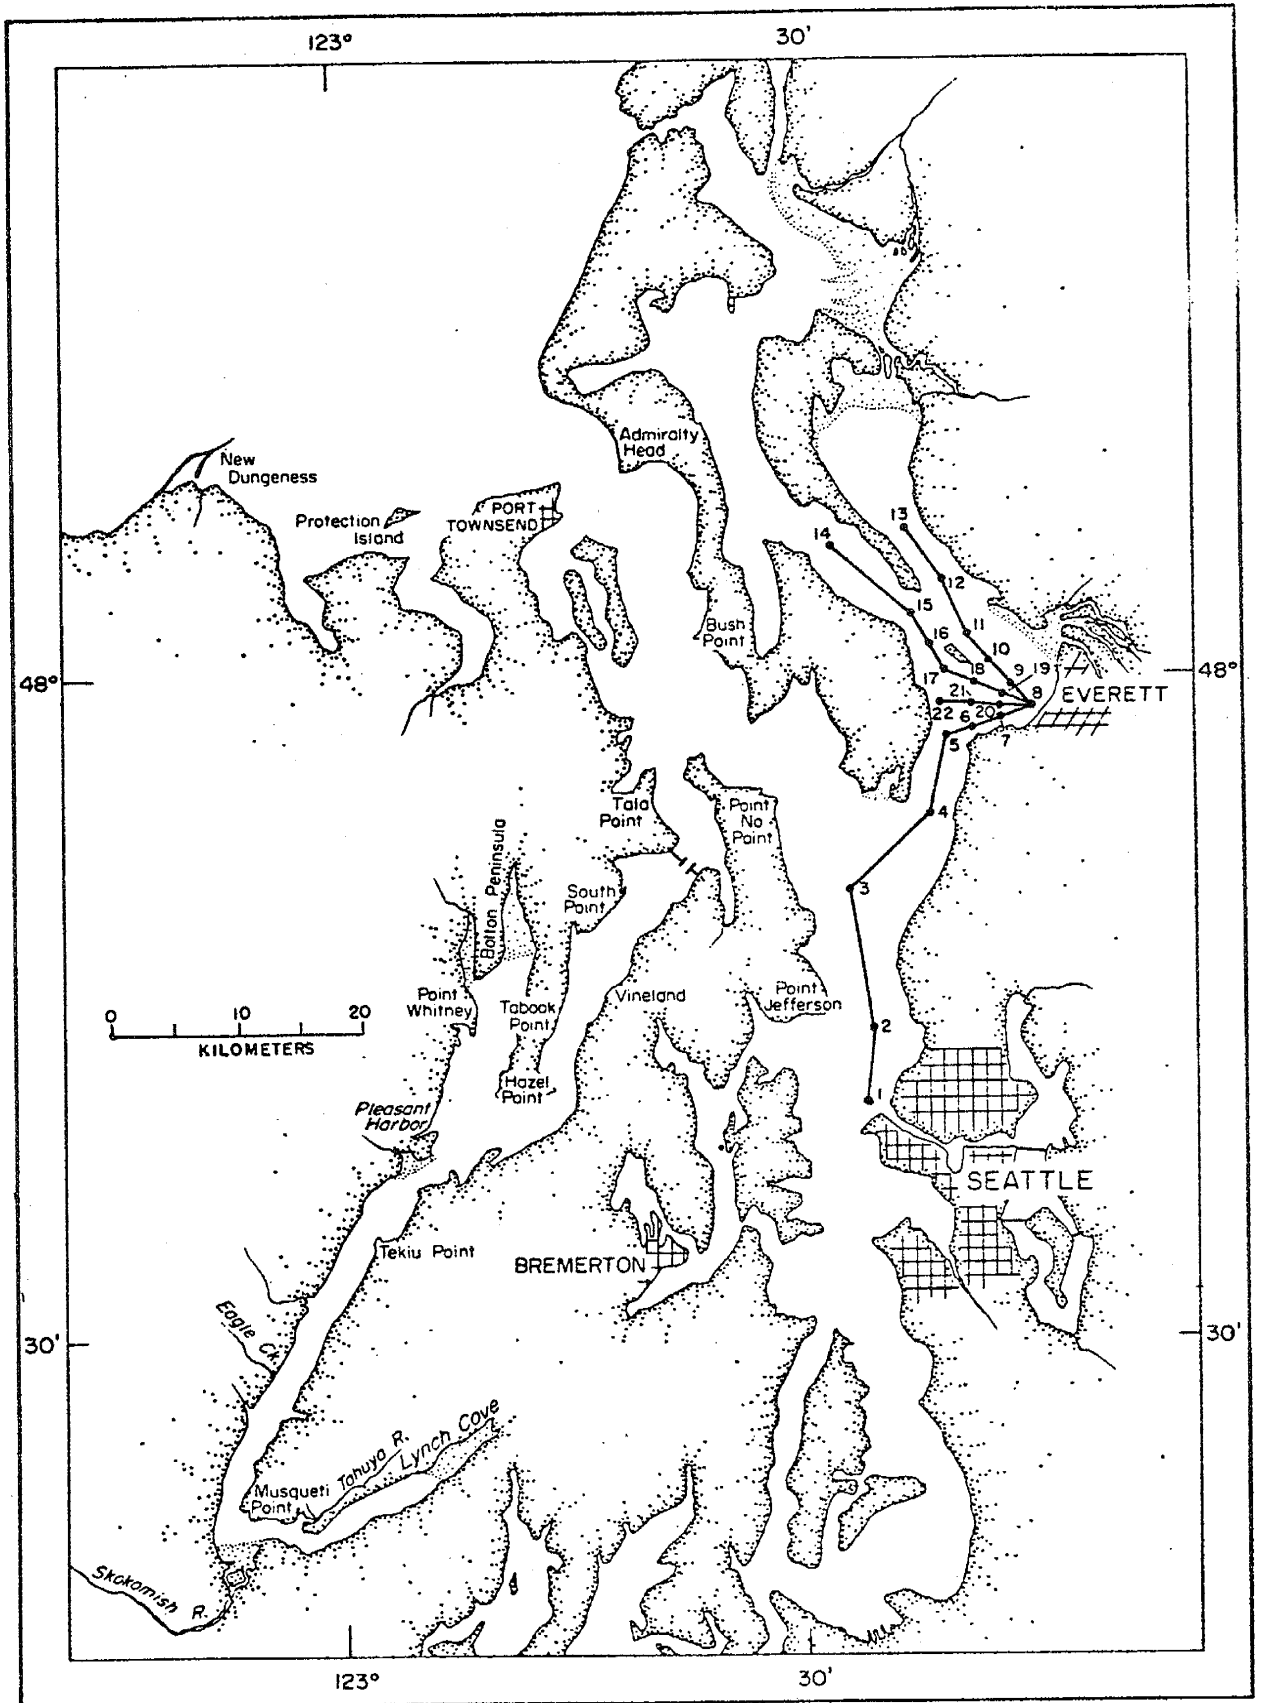 123°
30'
Admiralty
Head
New
Dungeness
Protection
Island
PORT
TOWNSEND
13
14
12
15
Bush
Point
11
16
10
17
18
9
19
48°
48°
21
8
EVERETT
22
6
20
5
7
Tala
Point
Point
No
Point
4
Bolton Peninsula
South
Point
3
Point
Whitney
Tabook
Point
Vineland
Point
Jefferson
0
10
20
KILOMETERS
2
Hazel
Point
1
Pleasant
Harbor
SEATTLE
Tekiu Point
BREMERTON
Eagle Ck.
30'
30'
Tahuya R.
Lynch Cove
Musqueti
Point
Skokomish
R.
123°
30'